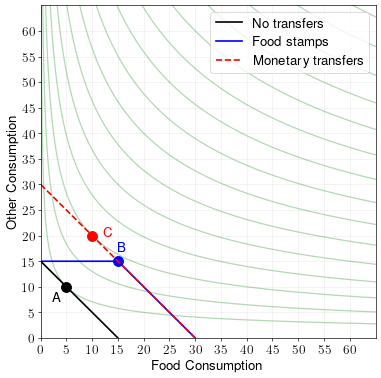 No transfers
Food stamps
Monetary transfers
65
60
55
50
45
40
35
30
25
20
15
10
5
0
Other Consumption
A
B
C
0 5 10 15 20 25 30 35 40 45 50 55 60
Food Consumption